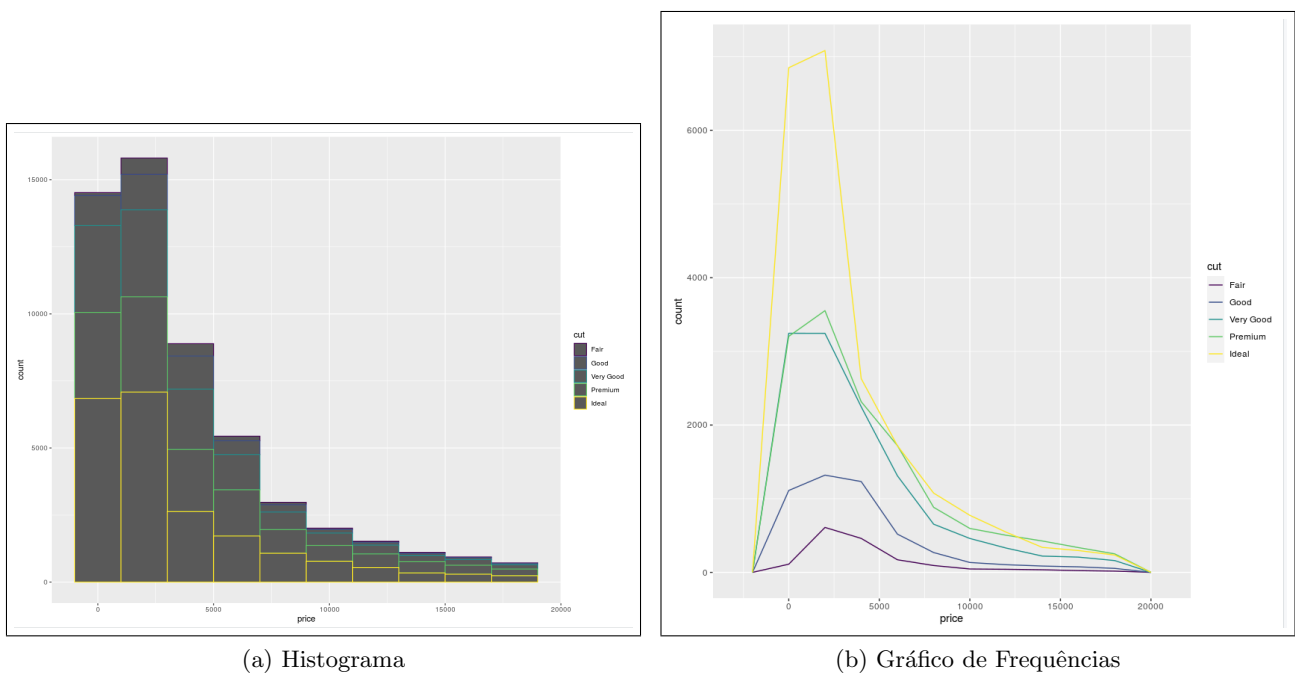 15000
10000
5000
0
count
0
5000
10000
15000
20000
price
cut
Fair
Good
Very Good
Premium
Ideal
(a) Histograma
6000
4000
2000
0
count
0
5000
10000
15000
20000
price
cut
Fair
Good
Very Good
Premium
Ideal
(b) Gráfico de Frequências